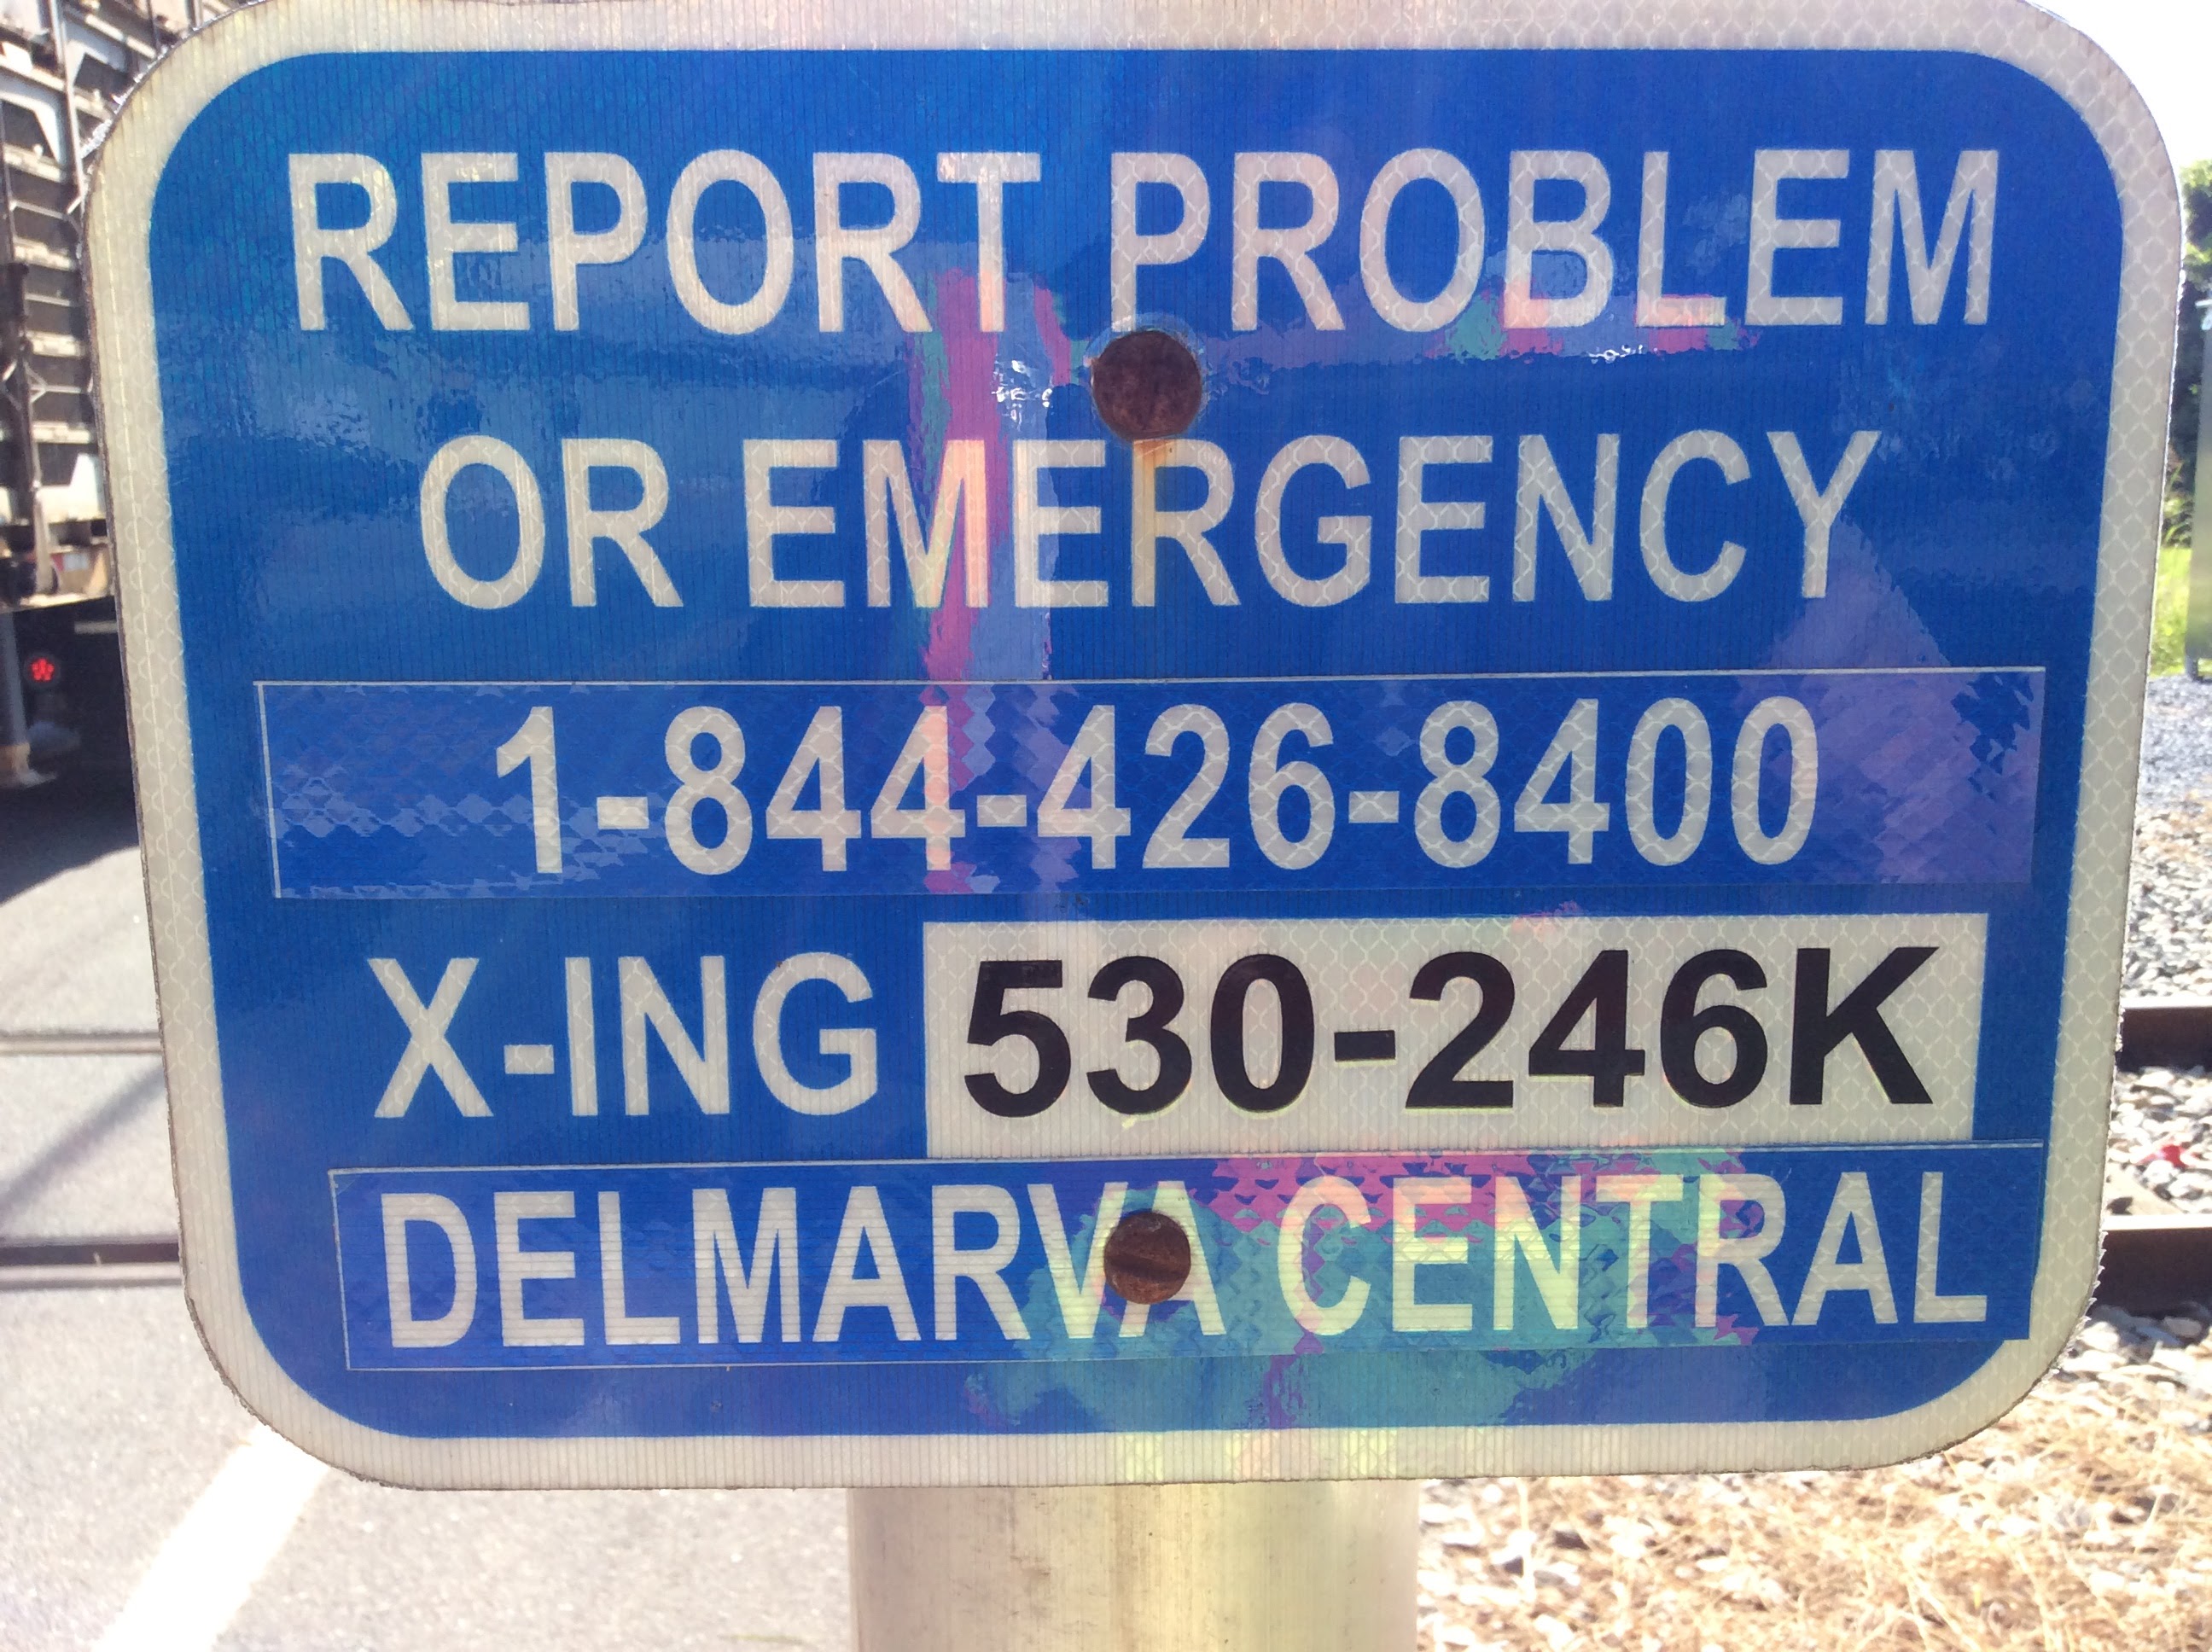 REPORT PROBLEM
OR EMERGENCY
1-844-426-8400
X-ING 530-246K
DELMARVA CENTRAL